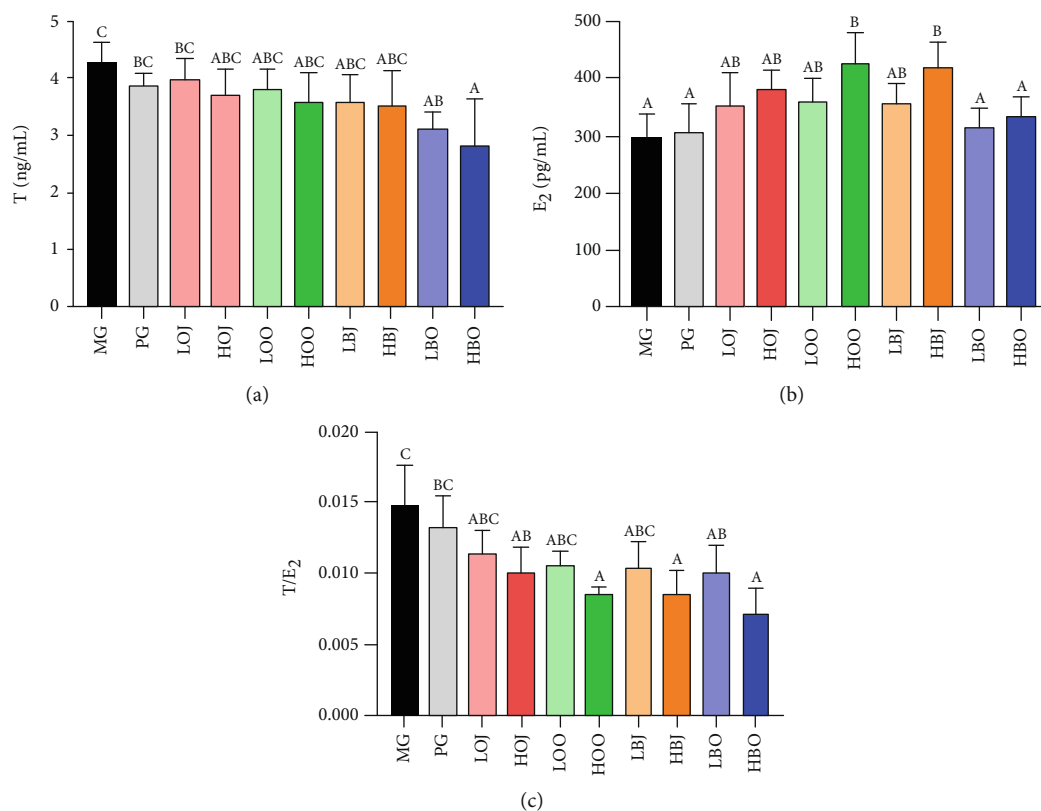 5
4
3
2
1
0
T (ng/mL)
C
BC
BC
ABC
ABC
ABC
ABC
ABC
AB
A
MG
PG
LOJ
HOJ
LOO
HOO
LBJ
HBJ
LBO
HBO
(a)
500
400
300
200
100
0
E₂ (pg/mL)
A
A
AB
AB
AB
B
AB
B
A
A
MG
PG
LOJ
HOJ
LOO
HOO
LBJ
HBJ
LBO
HBO
(b)
0.020
0.015
0.010
0.005
0.000
T/E₂
C
BC
ABC
AB
ABC
A
ABC
A
AB
A
MG
PG
LOJ
HOJ
LOO
HOO
LBJ
HBJ
LBO
HBO
(c)